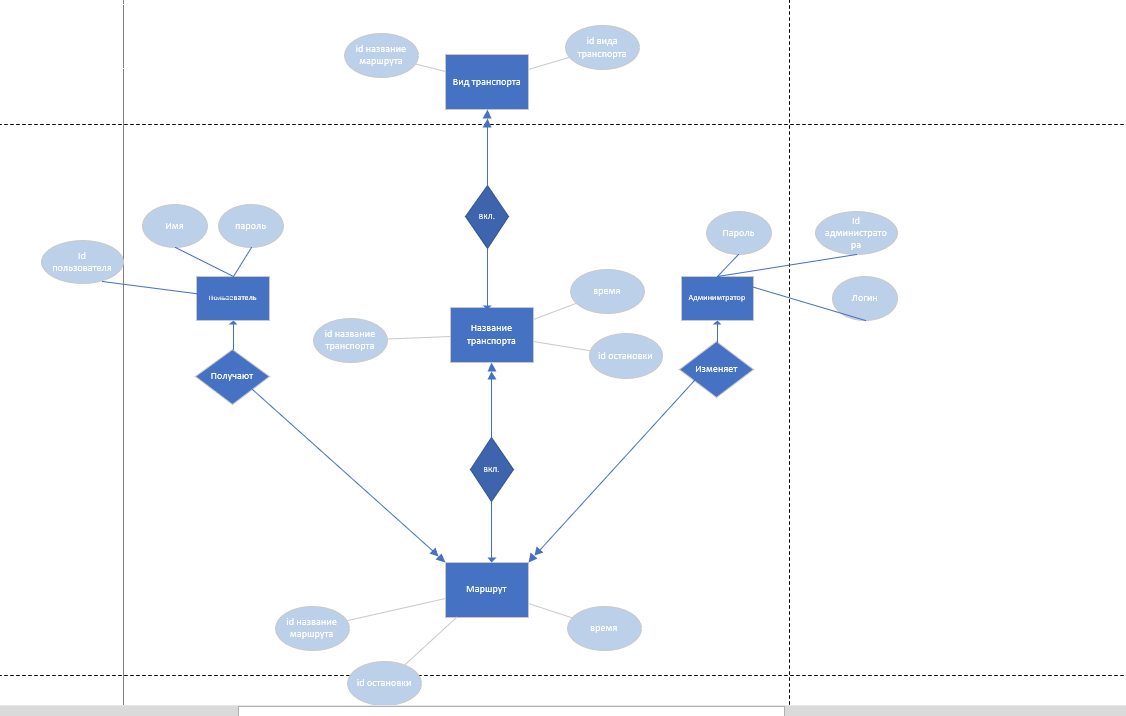 id название
маршрута
id вида
транспорта
Вид транспорта
вкл.
Имя
пароль
Id
пользователя
Пользователь
Пароль
Id
администрато
ра
Логин
Админимтратор
время
Название
транспорта
id название
транспорта
id остановки
Получают
Изменяет
вкл.
Маршрут
id название
маршрута
время
id остановки